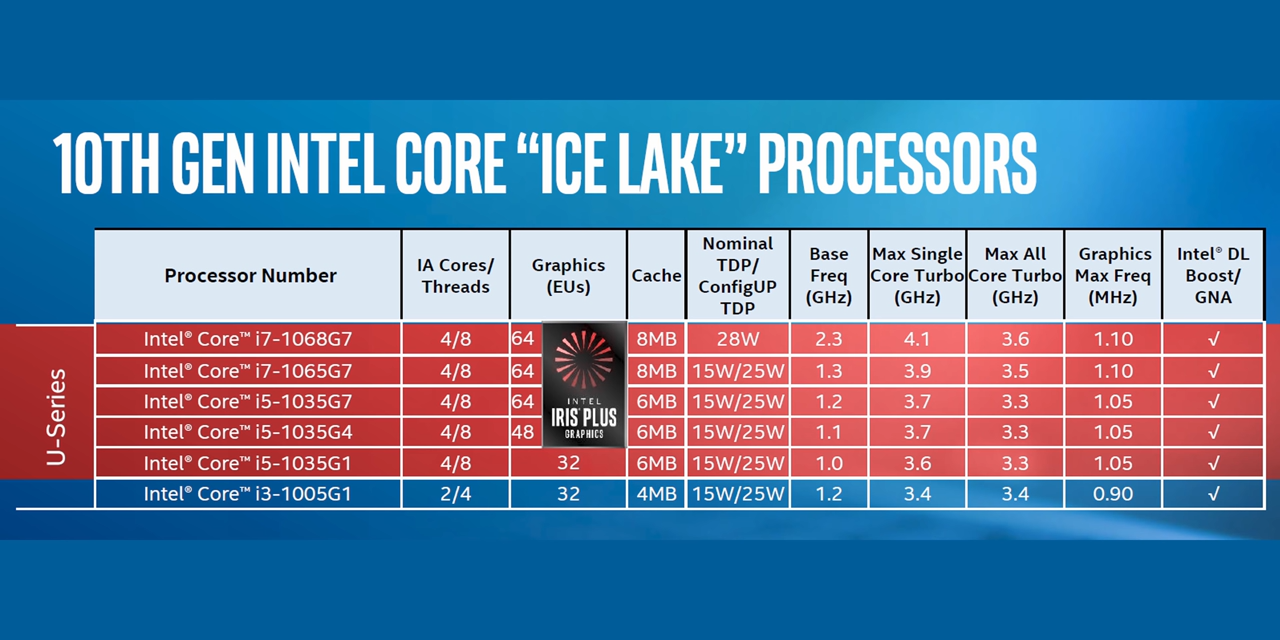 10TH GEN INTEL CORE “ICE LAKE” PROCESSORS
Processor Number
IA Cores/
Threads
Graphics
(EUs)
Cache
Nominal
TDP/
ConfigUP
TDP
Base
Freq
(GHz)
Max Single
Core Turbo
(GHz)
Max All
Core Turbo
(GHz)
Graphics
Max Freq
(MHz)
Intel® DL
Boost/
GNA
U-Series
Intel® Core™ i7-1068G7 4/8 64 8MB 28W 2.3 4.1 3.6 1.10 √
Intel® Core™ i7-1065G7 4/8 64 8MB 15W/25W 1.3 3.9 3.5 1.10 √
Intel® Core™ i5-1035G7 4/8 64 6MB 15W/25W 1.2 3.7 3.3 1.05 √
Intel® Core™ i5-1035G4 4/8 48 6MB 15W/25W 1.1 3.7 3.3 1.05 √
INTEL
IRIS® PLUS
GRAPHICS
Intel® Core™ i5-1035G1 4/8 32 6MB 15W/25W 1.0 3.6 3.3 1.05 √
Intel® Core™ i3-1005G1 2/4 32 4MB 15W/25W 1.2 3.4 3.4 0.90 √